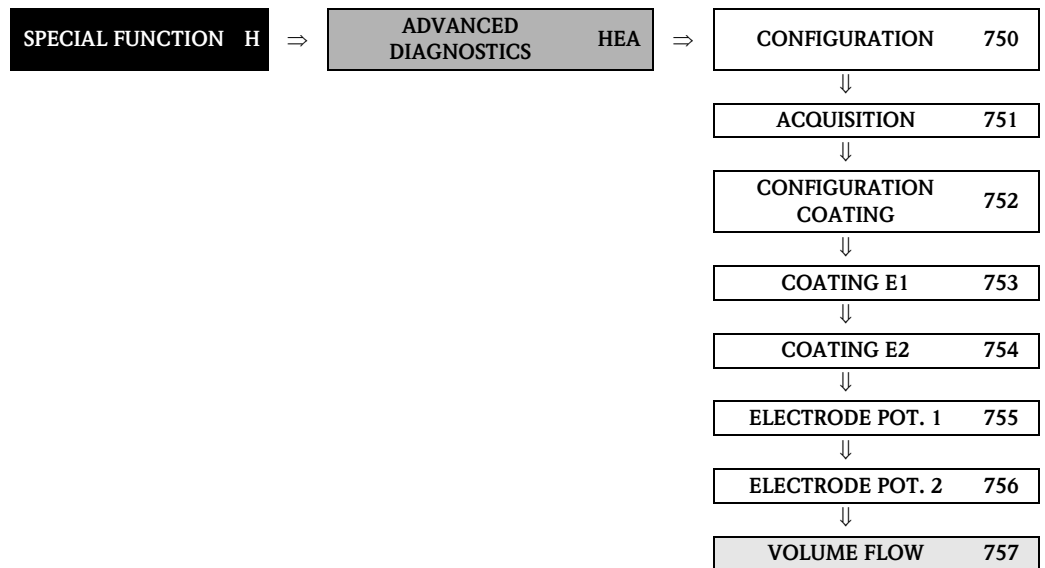 SPECIAL FUNCTION H ⇒ ADVANCED DIAGNOSTICS HEA ⇒ CONFIGURATION 750
⇓
ACQUISITION 751
⇓
CONFIGURATION
COATING 752
⇓
COATING E1 753
⇓
COATING E2 754
⇓
ELECTRODE POT. 1 755
⇓
ELECTRODE POT. 2 756
⇓
VOLUME FLOW 757